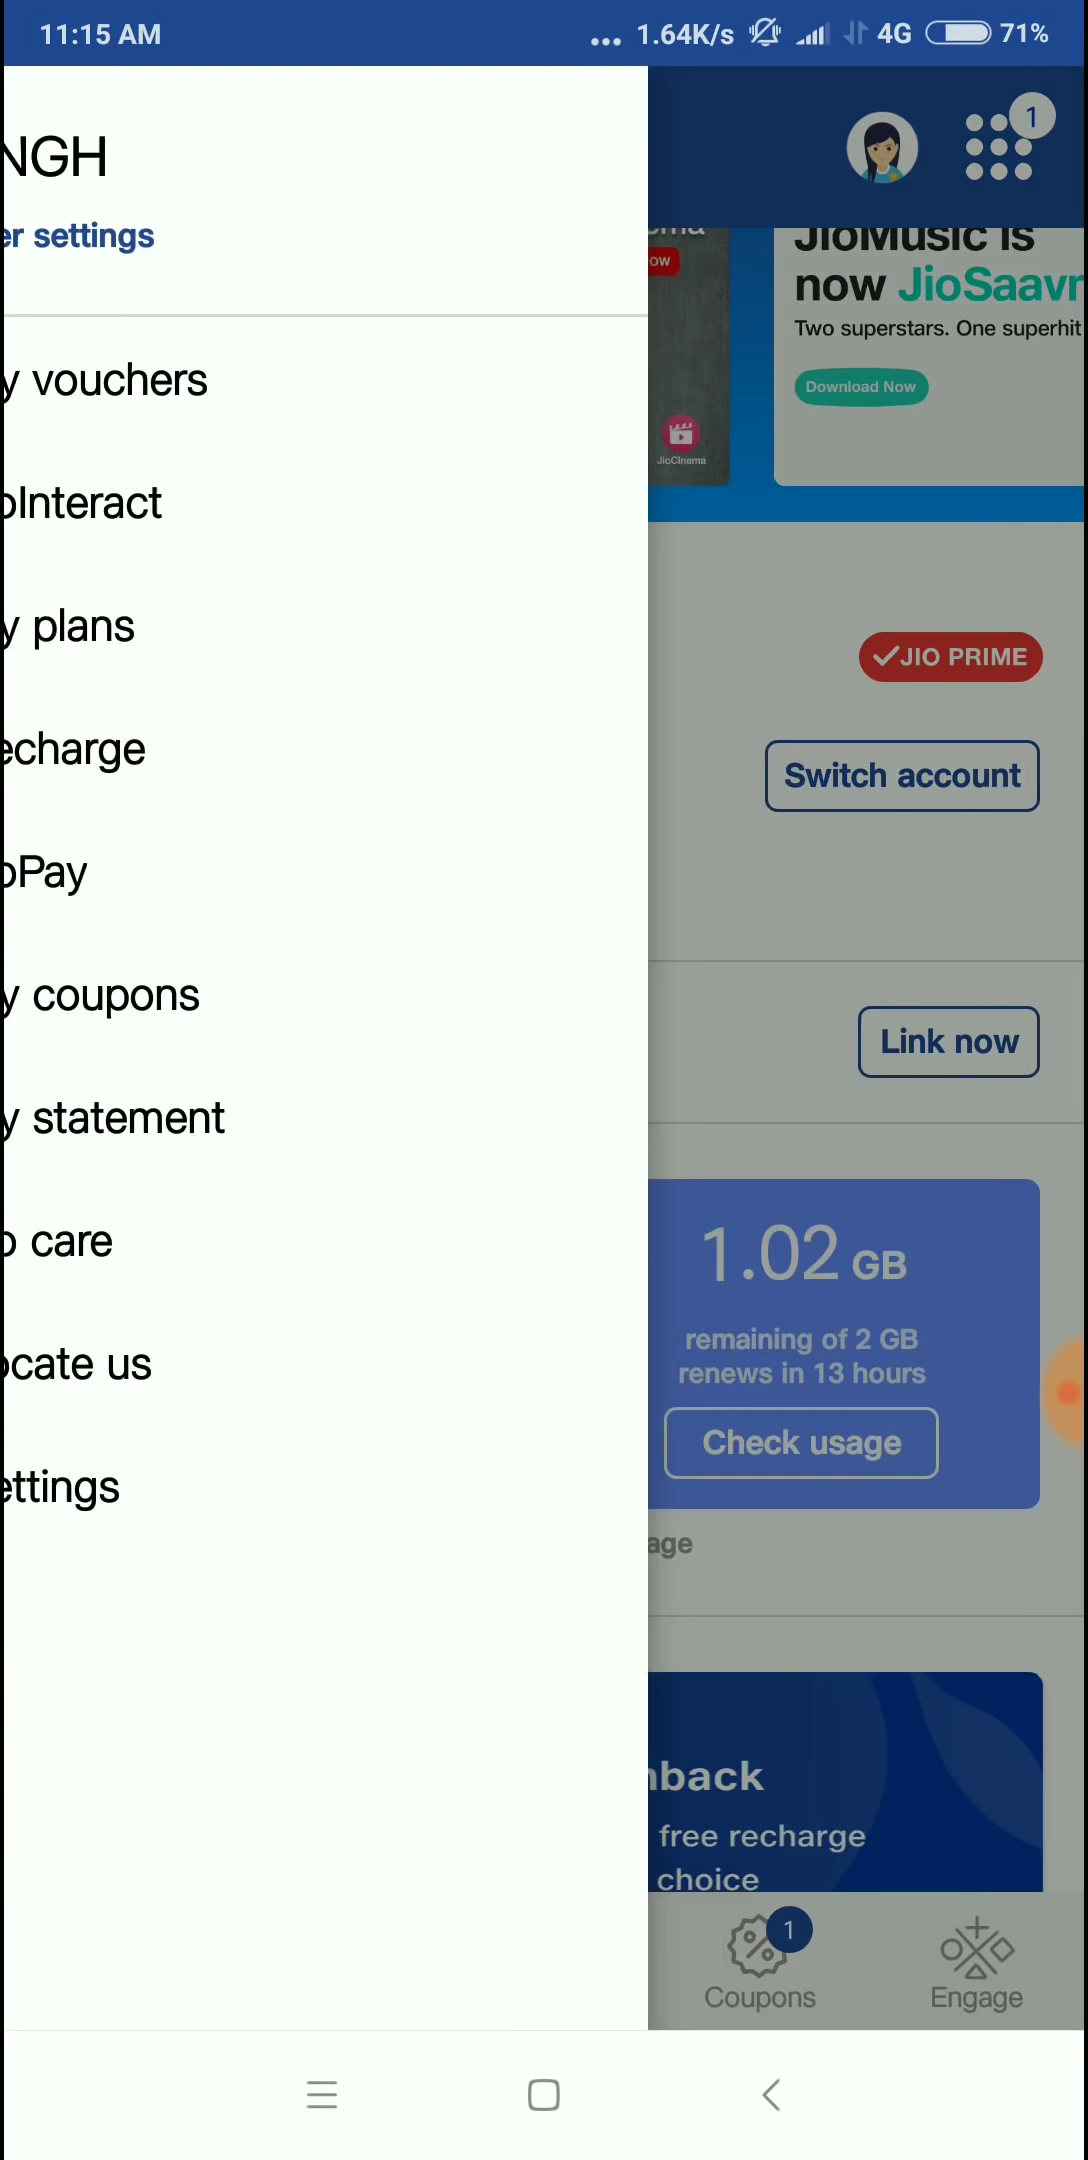 11:15 AM
... 1.64K/s 4G 71%
NGH
1
er settings
JioMusic is
ow
now JioSaavn
Two superstars. One superhit
y vouchers
Download Now
JioCinema
oInteract
y plans
JIO PRIME
echarge
Switch account
oPay
y coupons
Link now
y statement
o care
1.02 GB
remaining of 2 GB
ocate us
renews in 13 hours
Check usage
ettings
age
back
free recharge
choice
1
Coupons
Engage